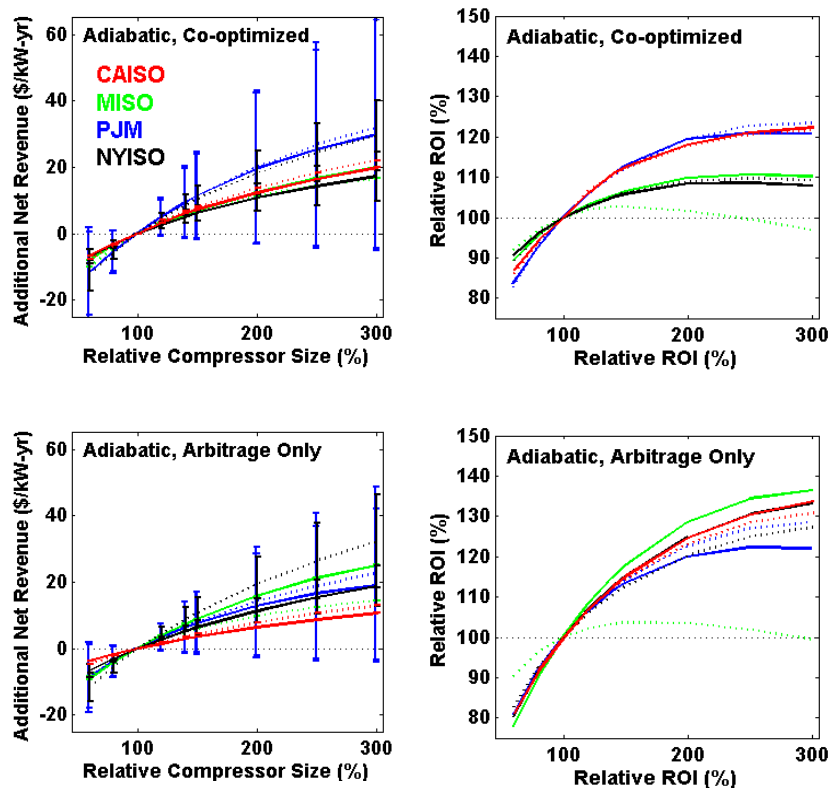 Adiabatic, Co-optimized
CAISO
MISO
PJM
NYISO
Additional Net Revenue ($/kW-yr)
60
40
20
0
-20
100
200
300
Relative Compressor Size (%)
Adiabatic, Co-optimized
Relative ROI (%)
150
140
130
120
110
100
90
80
100
200
300
Relative ROI (%)
Adiabatic, Arbitrage Only
Additional Net Revenue ($/kW-yr)
60
40
20
0
-20
100
200
300
Relative Compressor Size (%)
Adiabatic, Arbitrage Only
Relative ROI (%)
150
140
130
120
110
100
90
80
100
200
300
Relative ROI (%)